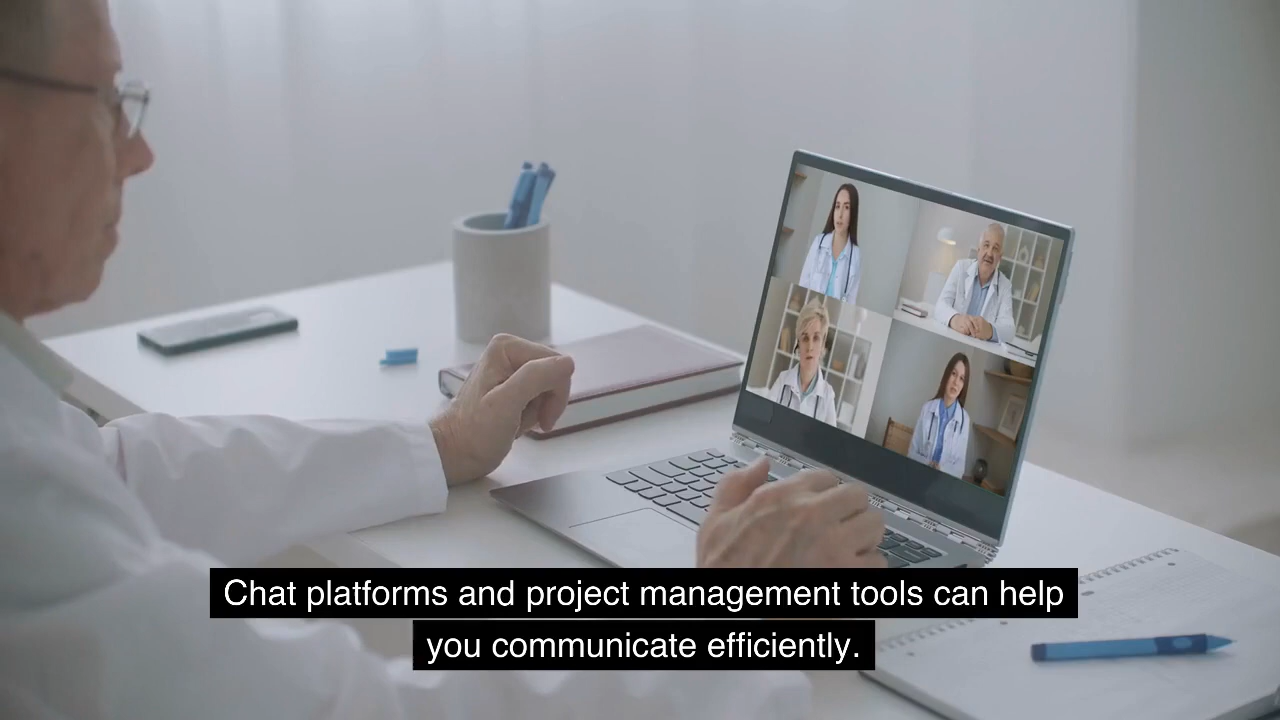 Chat platforms and project management tools can help
you communicate efficiently.